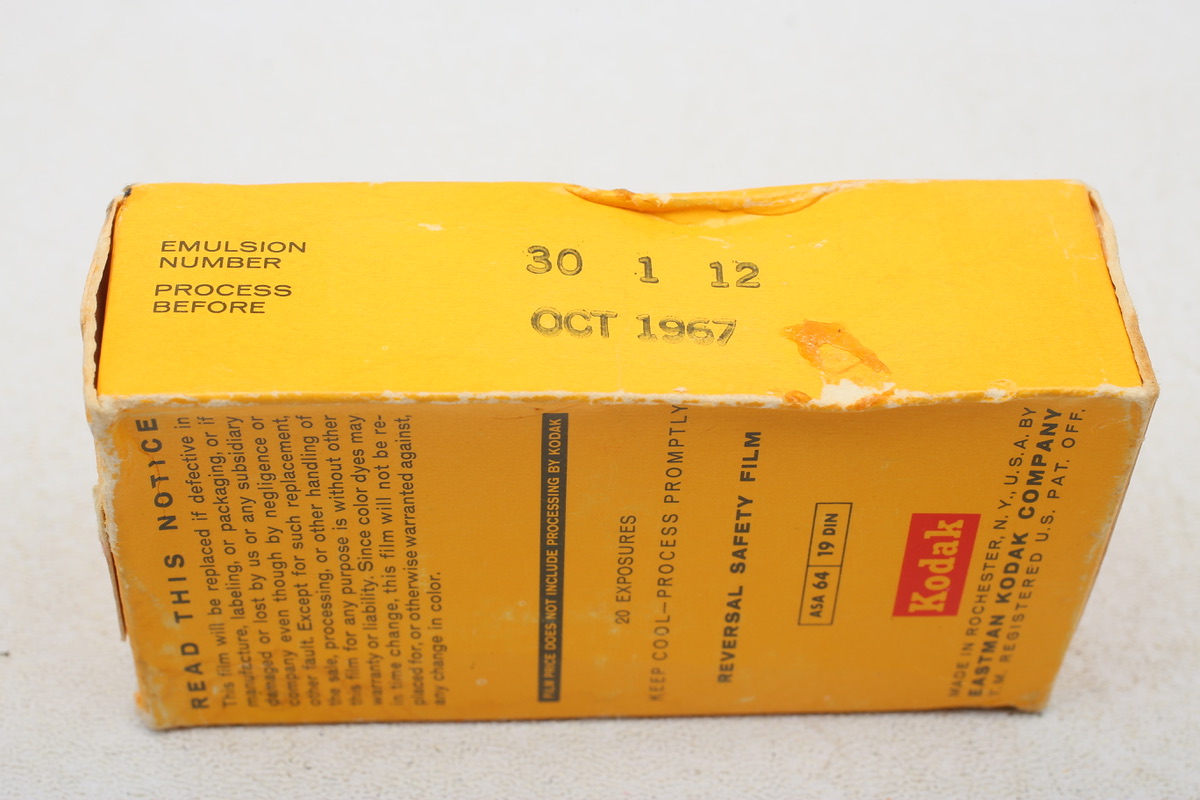 EMULSION
NUMBER
30 1 12
PROCESS
BEFORE
OCT 1967
READ THIS NOTICE
This film will be replaced if defective in
manufacture, labeling, or packaging, or if
damaged or lost by us or any subsidiary
company even though by negligence or
other fault. Except for such replacement,
the sale, processing, or other handling of
this film for any purpose is without other
warranty or liability. Since color dyes may
in time change, this film will not be re-
placed for, or otherwise warranted against,
any change in color.
FILM PRICE DOES NOT INCLUDE PROCESSING BY KODAK
20 EXPOSURES
KEEP COOL–PROCESS PROMPTLY
REVERSAL SAFETY FILM
ASA 64 19 DIN
Kodak
MADE IN ROCHESTER, N.Y., U.S.A. BY
EASTMAN KODAK COMPANY
T.M. REGISTERED U.S. PAT. OFF.